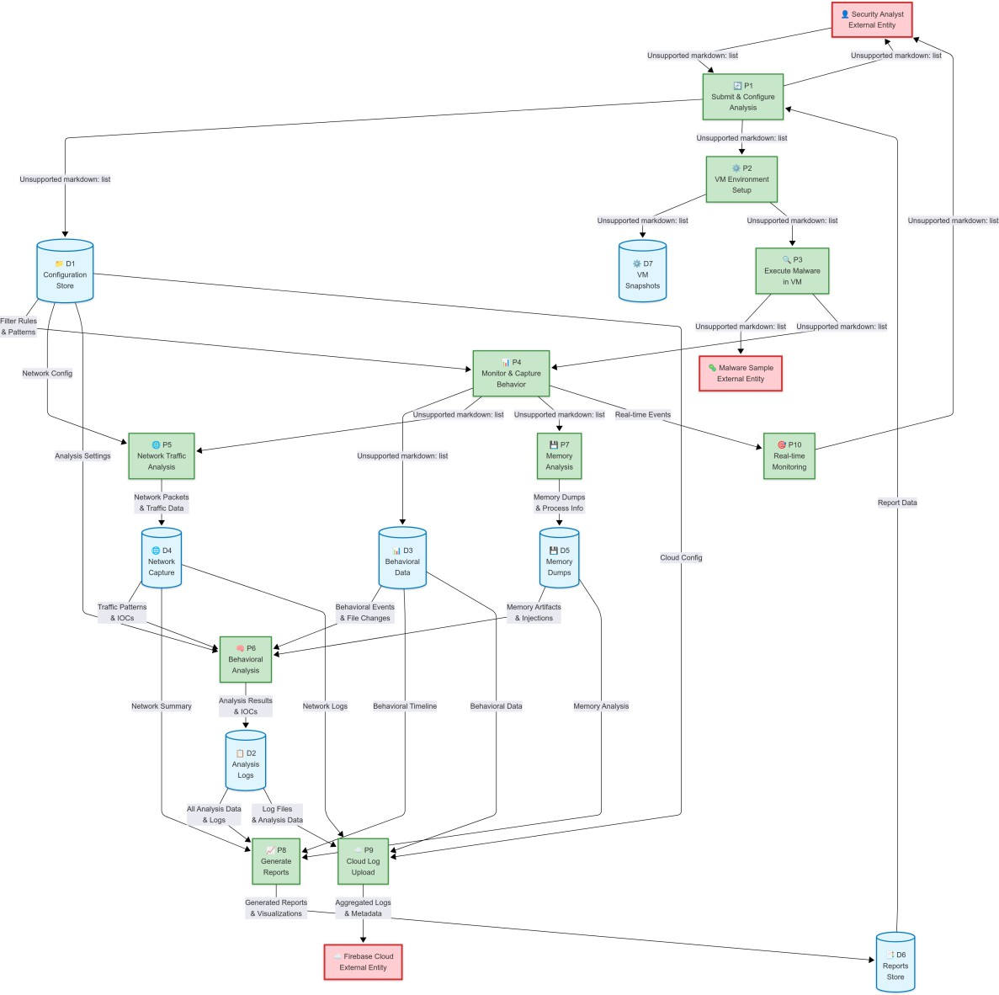 👤 Security Analyst
External Entity
Unsupported markdown: list
Unsupported markdown: list
🔄 P1
Submit & Configure
Analysis
Unsupported markdown: list
⚙️ P2
VM Environment
Setup
Unsupported markdown: list
Unsupported markdown: list
Unsupported markdown: list
Unsupported markdown: list
📁 D1
Configuration
Store
⚙️ D7
VM
Snapshots
🔍 P3
Execute Malware
in VM
Filter Rules
& Patterns
Unsupported markdown: list
Unsupported markdown: list
Network Config
📊 P4
Monitor & Capture
Behavior
🦠 Malware Sample
External Entity
Unsupported markdown: list
Unsupported markdown: list
Real-time Events
Analysis Settings
🌐 P5
Network Traffic
Analysis
Unsupported markdown: list
💾 P7
Memory
Analysis
🎯 P10
Real-time
Monitoring
Network Packets
& Traffic Data
Memory Dumps
& Process Info
Report Data
🌐 D4
Network
Capture
📊 D3
Behavioral
Data
💾 D5
Memory
Dumps
Cloud Config
Traffic Patterns
& IOCs
Behavioral Events
& File Changes
Memory Artifacts
& Injections
🧠 P6
Behavioral
Analysis
Network Summary
Analysis Results
& IOCs
Network Logs
Behavioral Timeline
Behavioral Data
Memory Analysis
📋 D2
Analysis
Logs
All Analysis Data
& Logs
Log Files
& Analysis Data
📈 P8
Generate
Reports
☁️ P9
Cloud Log
Upload
Generated Reports
& Visualizations
Aggregated Logs
& Metadata
☁️ Firebase Cloud
External Entity
📑 D6
Reports
Store